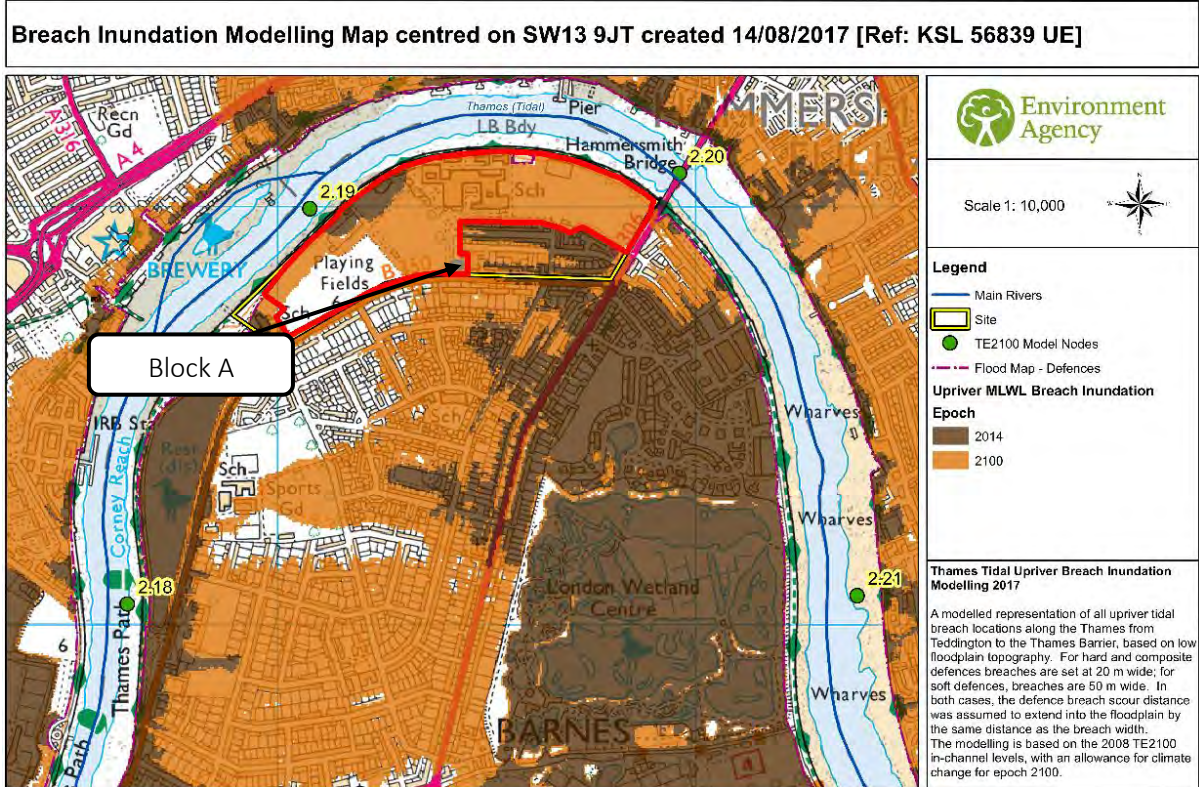 Breach Inundation Modelling Map centred on SW13 9JT created 14/08/2017 [Ref: KSL 56839 UE]
Recn
Gd
A316
A4
Thames (Tidal)
Pier
LB Bdy
MMERSI
Hammersmith
Bridge
2.20
2.19
Sch
BREWERY
Playing
Fields
6
Sch
Block A
IRB Sta
Corney Reach
Sch
Sch
Sports
Gd
Wharves
Wharves
Wharves
London Wetland
Centre
2.18
2.21
6
Thames Path
Path
BARNES
Environment
Agency
Scale 1: 10,000
Legend
Main Rivers
Site
TE2100 Model Nodes
Flood Map - Defences
Upriver MLWL Breach Inundation
Epoch
2014
2100
Thames Tidal Upriver Breach Inundation
Modelling 2017
A modelled representation of all upriver tidal
breach locations along the Thames from
Teddington to the Thames Barrier, based on low
floodplain topography. For hard and composite
defences breaches are set at 20 m wide; for
soft defences, breaches are 50 m wide. In
both cases, the defence breach scour distance
was assumed to extend into the floodplain by
the same distance as the breach width.
The modelling is based on the 2008 TE2100
in-channel levels, with an allowance for climate
change for epoch 2100.